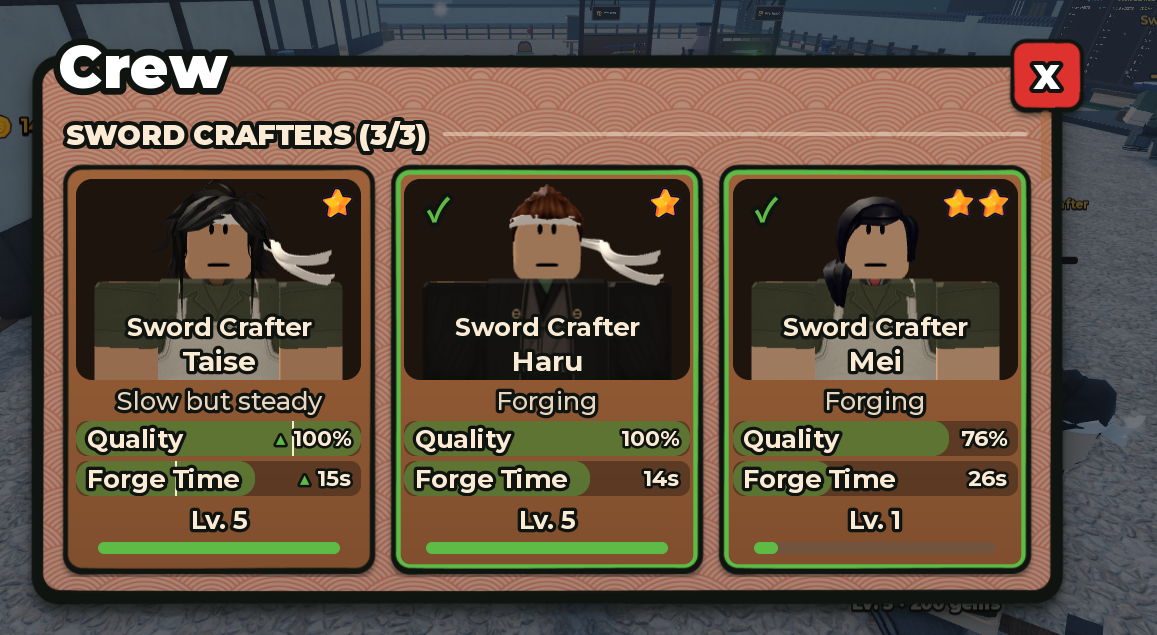 Crew
X
SWORD CRAFTERS (3/3)
Sword Crafter
Taise
Slow but steady
Quality 100%
Forge Time 15s
Lv. 5
Sword Crafter
Haru
Forging
Quality 100%
Forge Time 14s
Lv. 5
Sword Crafter
Mei
Forging
Quality 76%
Forge Time 26s
Lv. 1